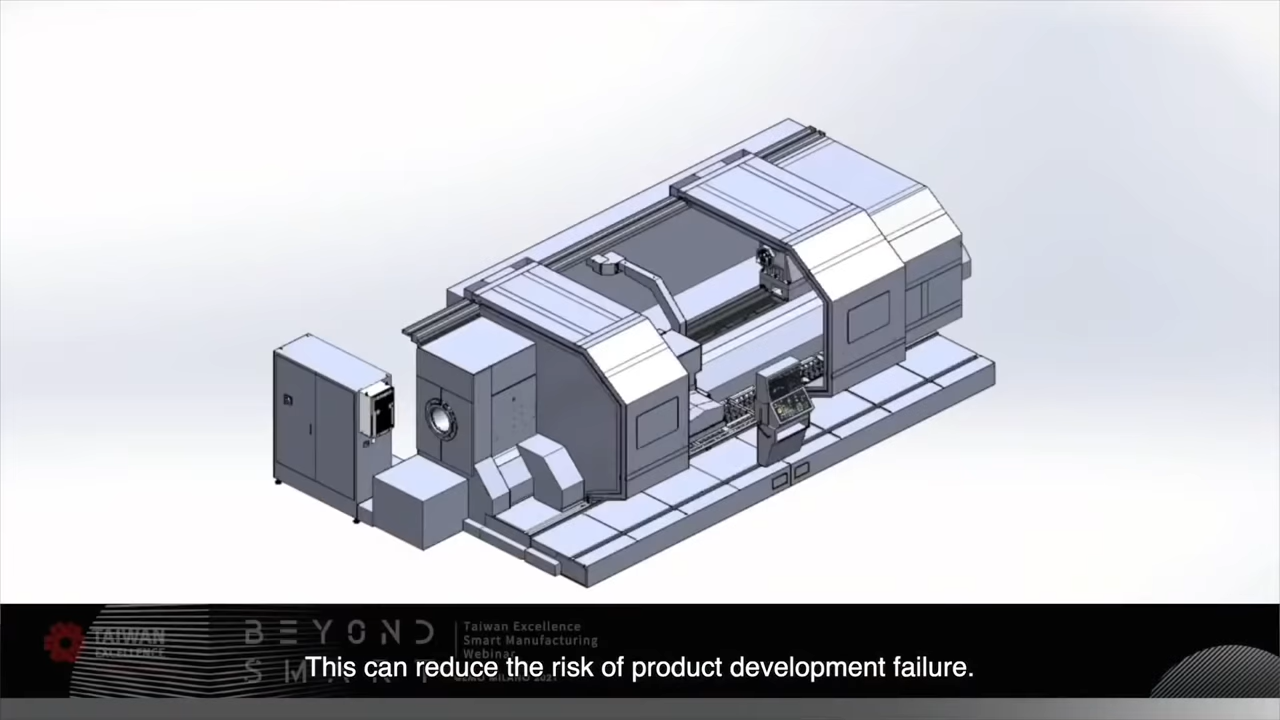 TAIWAN
EXCELLENCE
BEYOND
Taiwan Excellence
Smart Manufacturing
Webinar
This can reduce the risk of product development failure.